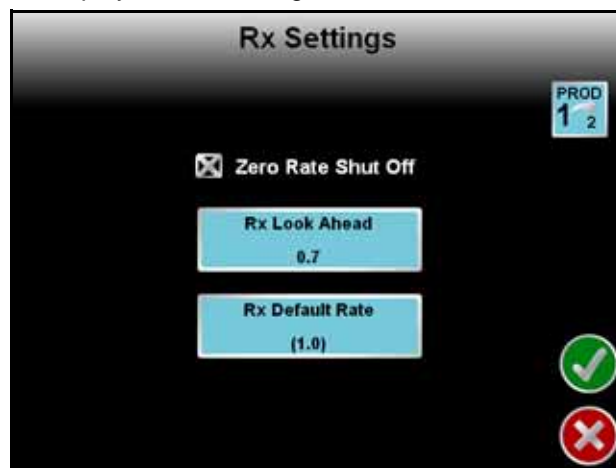 Rx Settings
PROD
1 2
Zero Rate Shut Off
Rx Look Ahead
0.7
Rx Default Rate
(1.0)